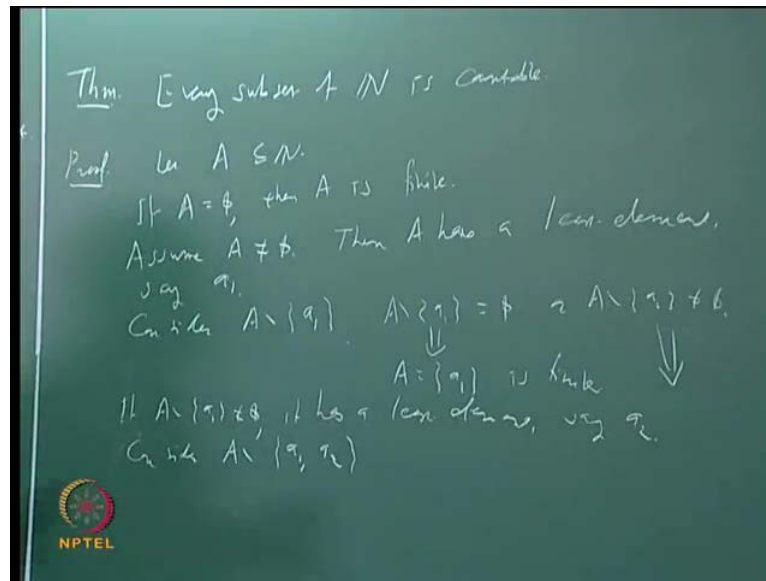 Thm. Every subset of ℕ is Countable.
Proof. Let A ⊆ ℕ.
If A = ϕ, then A is finite.
Assume A ≠ ϕ. Then A has a least element,
say a₁.
Consider A∖{a₁}. A∖{a₁} = ϕ or A∖{a₁} ≠ ϕ.
⇓ ⇓
A = {a₁} is finite
If A∖{a₁} ≠ ϕ, it has a least element, say a₂.
Consider A∖{a₁, a₂}
NPTEL